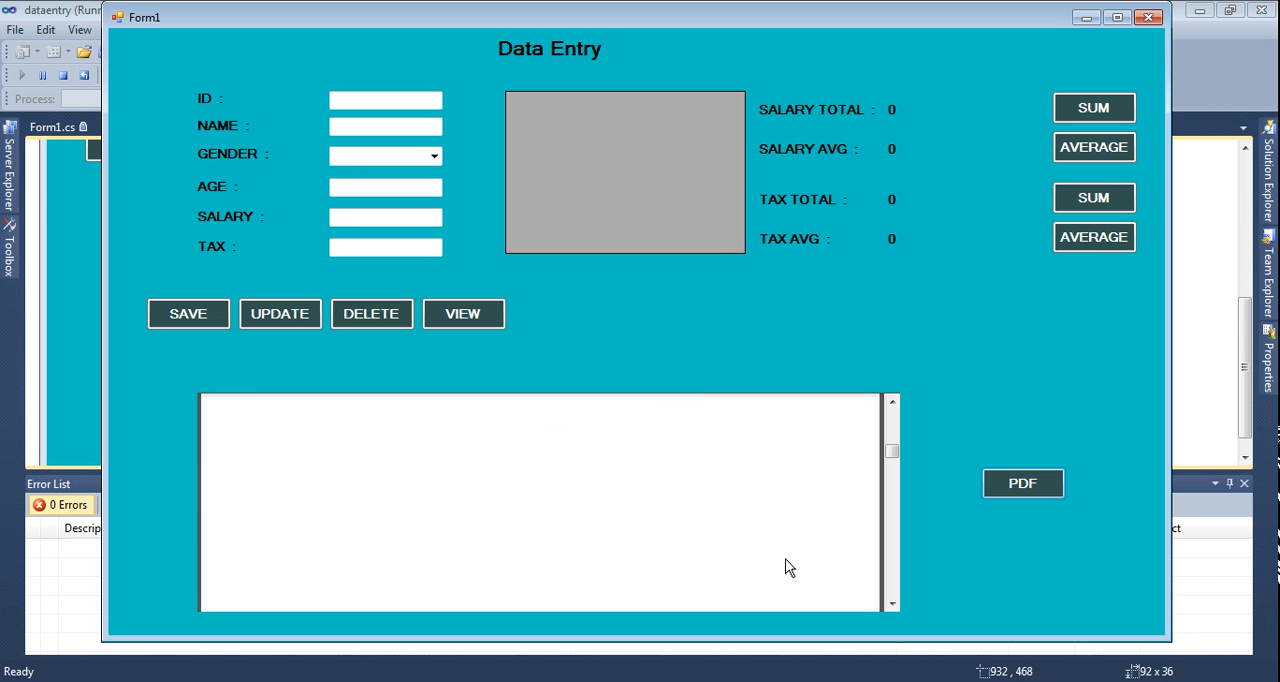 dataentry (Runn
Form1
File Edit View
Data Entry
Process:
ID :
NAME :
GENDER :
AGE :
SALARY :
TAX :
SALARY TOTAL : 0
SALARY AVG : 0
TAX TOTAL : 0
TAX AVG : 0
SUM
AVERAGE
SUM
AVERAGE
Form1.cs
Server Explorer
Toolbox
Solution Explorer
Team Explorer
Properties
SAVE UPDATE DELETE VIEW
PDF
Error List
0 Errors
Descrip
ct
Ready
932 , 468
92 x 36